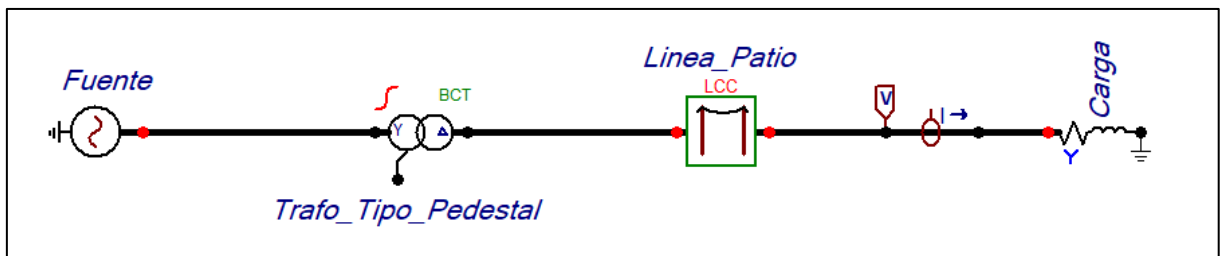 Fuente
BCT
Y
Trafo_Tipo_Pedestal
Linea_Patio
LCC
V
I
Carga
Y